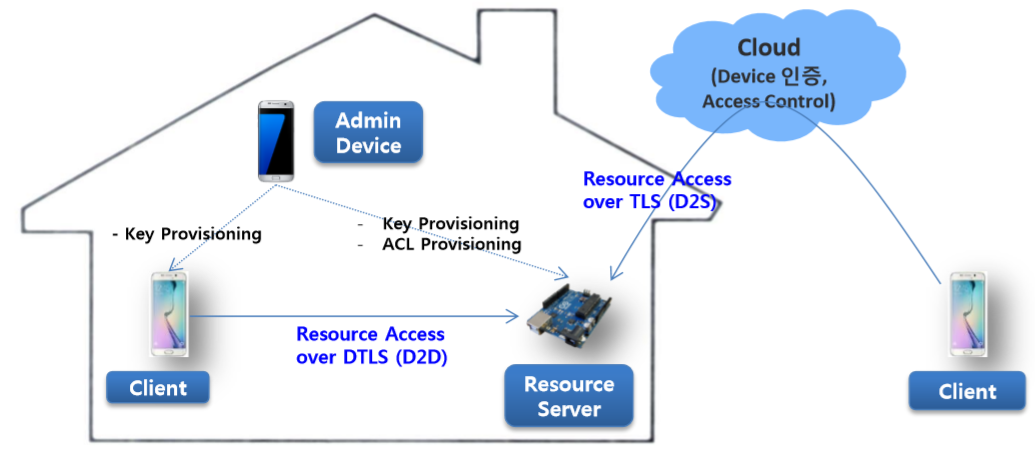 Cloud
(Device 인증,
Access Control)
Admin
Device
Resource Access
over TLS (D2S)
- Key Provisioning
- Key Provisioning
- ACL Provisioning
Resource Access
over DTLS (D2D)
Client
Resource
Server
Client